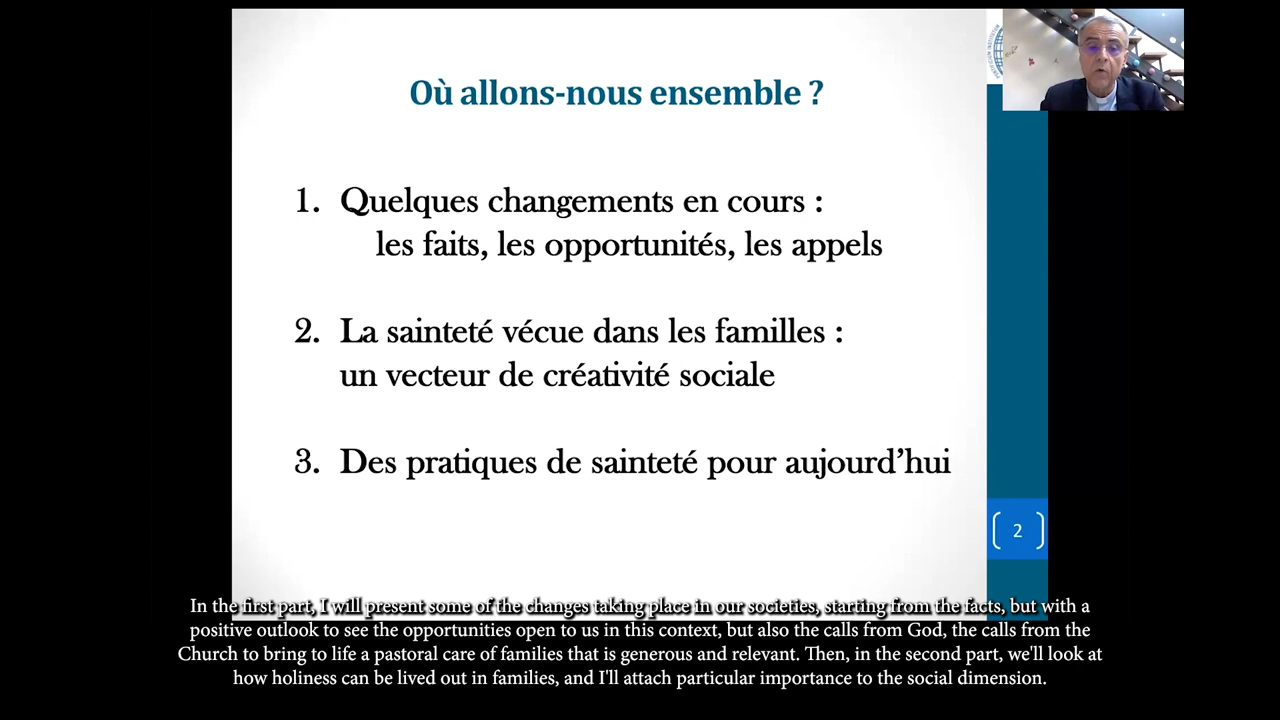 Où allons-nous ensemble ?
1. Quelques changements en cours :
les faits, les opportunités, les appels
2. La sainteté vécue dans les familles :
un vecteur de créativité sociale
3. Des pratiques de sainteté pour aujourd’hui
2
In the first part, I will present some of the changes taking place in our societies, starting from the facts, but with a
positive outlook to see the opportunities open to us in this context, but also the calls from God, the calls from the
Church to bring to life a pastoral care of families that is generous and relevant. Then, in the second part, we'll look at
how holiness can be lived out in families, and I'll attach particular importance to the social dimension.